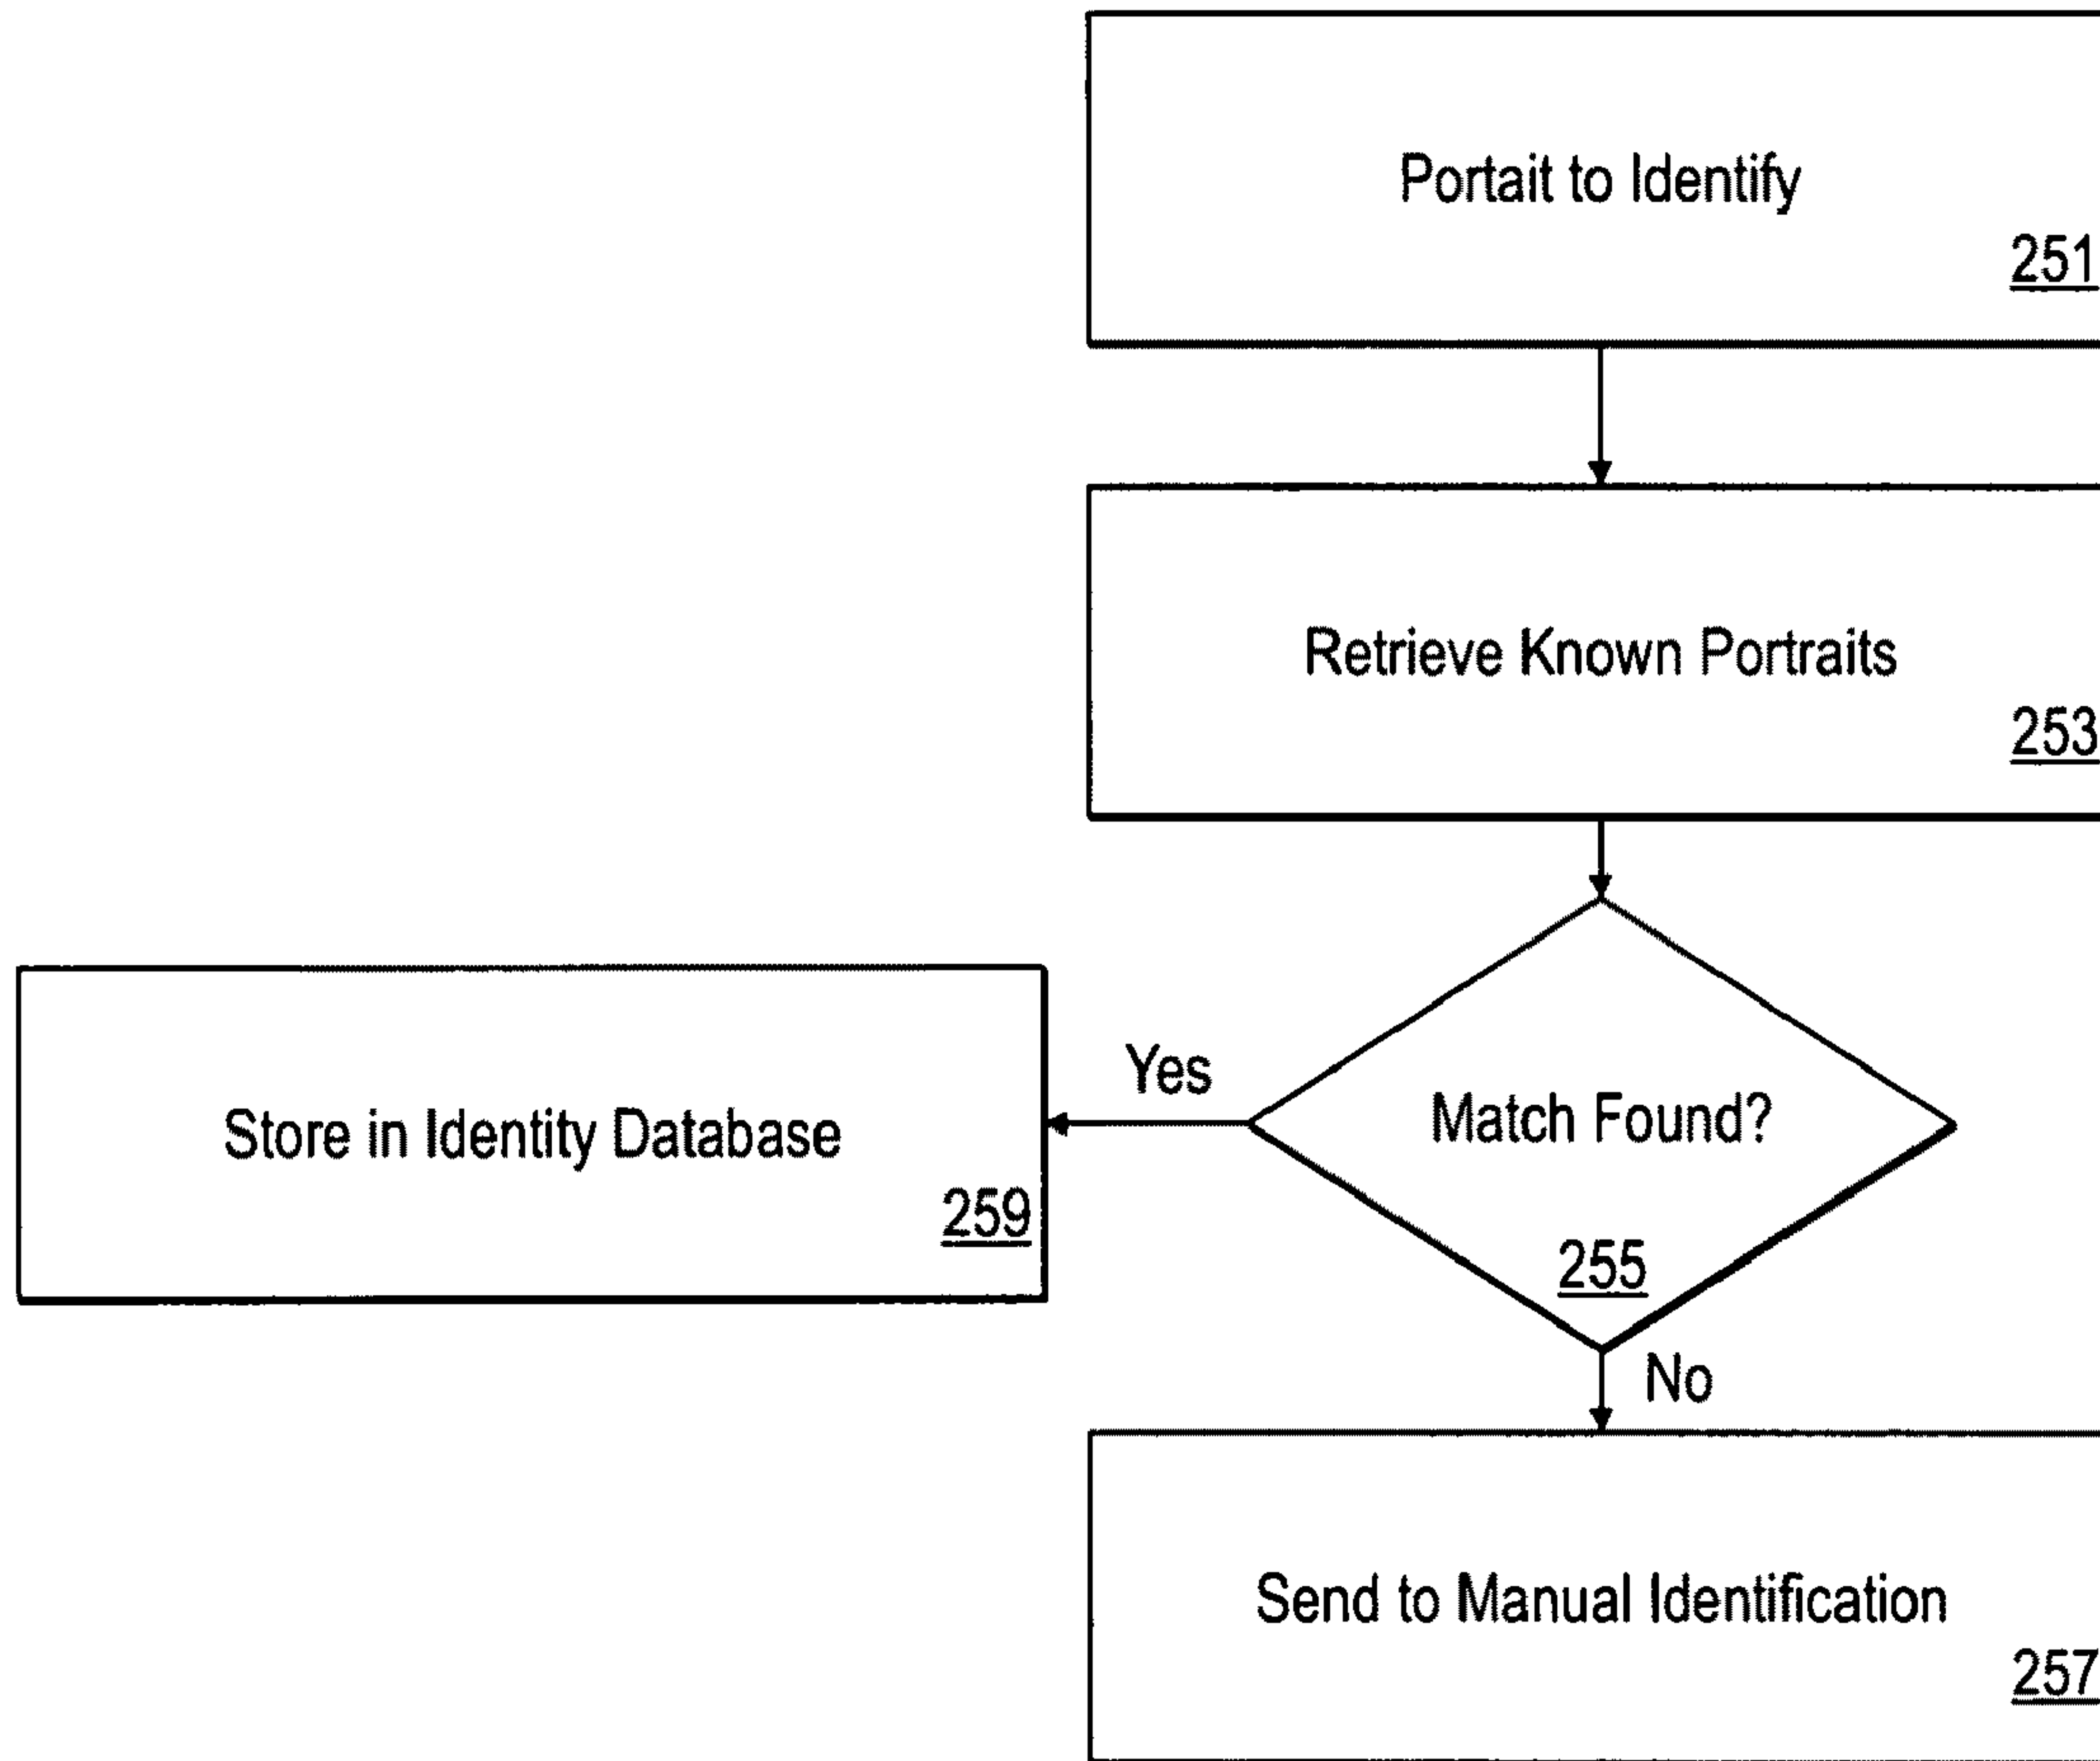 Portait to Identify
251
Retrieve Known Portraits
253
Match Found?
255
Yes
Store in Identity Database
259
No
Send to Manual Identification
257